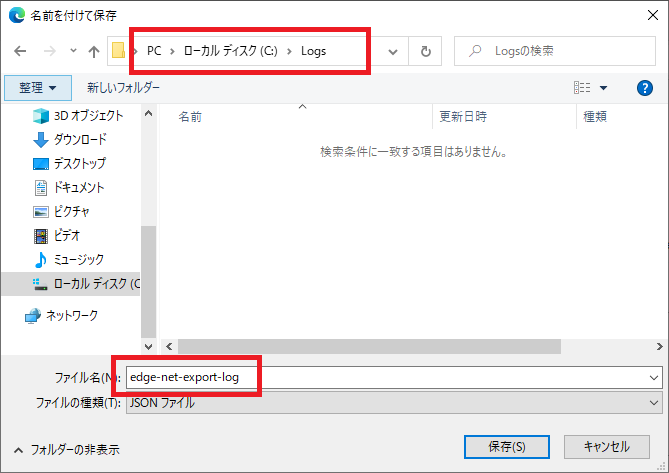 名前を付けて保存
PC ローカル ディスク (C:) Logs
Logsの検索
整理 新しいフォルダー
名前 更新日時 種類
検索条件に一致する項目はありません。
3D オブジェクト
ダウンロード
デスクトップ
ドキュメント
ピクチャ
ビデオ
ミュージック
ローカル ディスク (C
ネットワーク
ファイル名(N): edge-net-export-log
ファイルの種類(T): JSON ファイル
フォルダーの非表示 保存(S) キャンセル